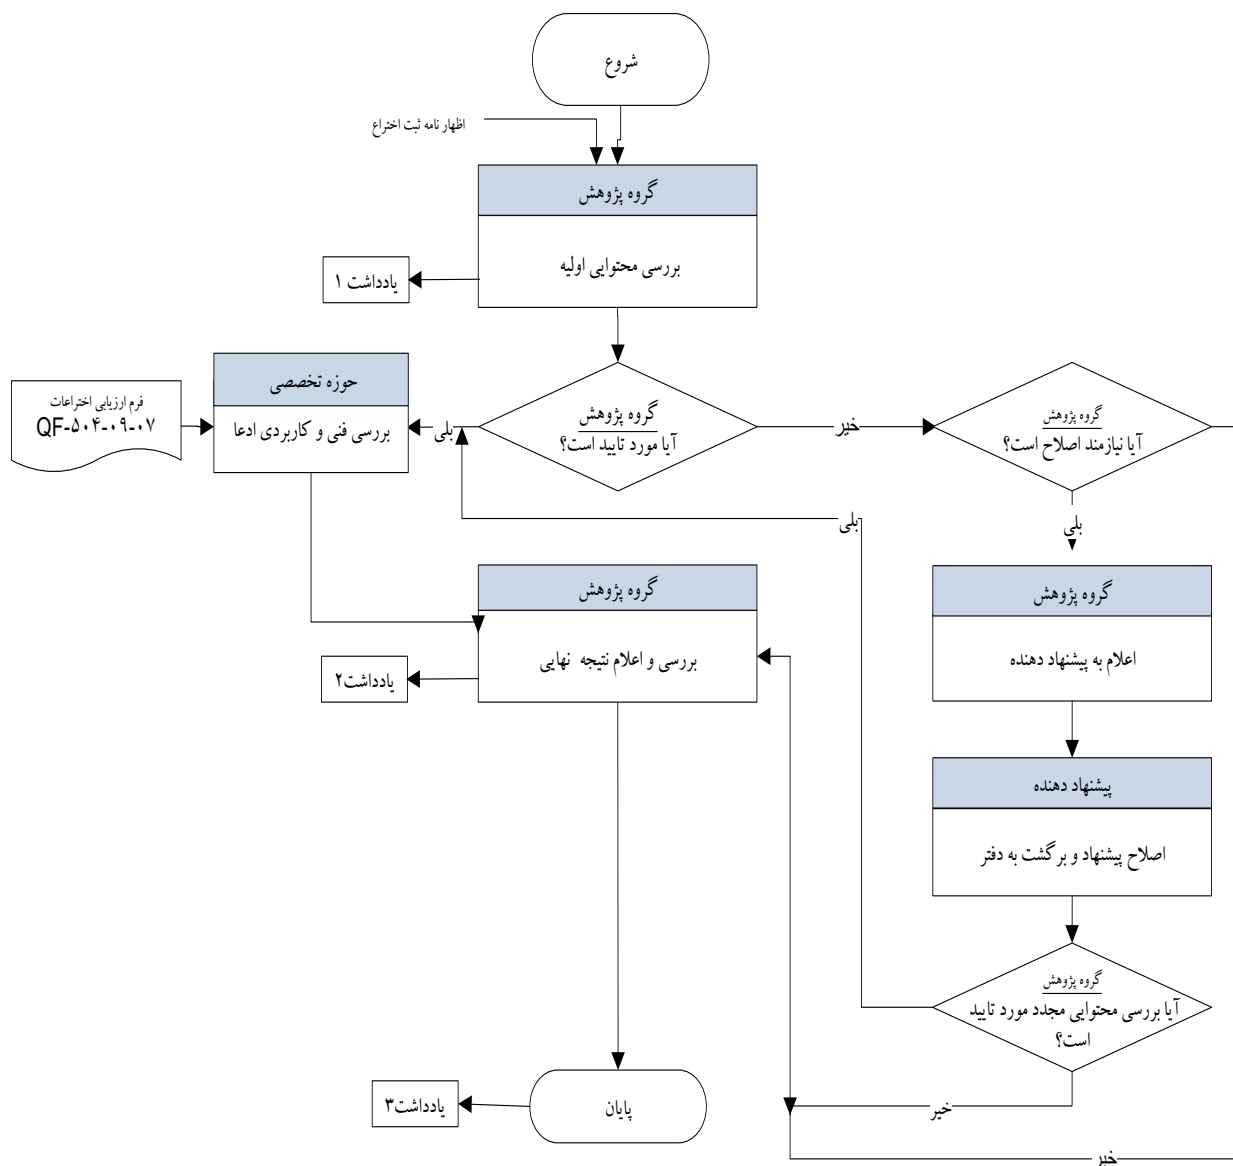 شروع
اظهار نامه ثبت اختراع
گروه پژوهش
بررسی محتوایی اولیه
یادداشت ۱
حوزه تخصصی
بررسی فنی و کاربردی ادعا
فرم ارزیابی اختراعات
QF-۵۰۴-۰۹-۰۷
بلی
گروه پژوهش
آیا مورد تایید است؟
خیر
گروه پژوهش
آیا نیازمند اصلاح است؟
بلی
بلی
گروه پژوهش
بررسی و اعلام نتیجه نهایی
یادداشت۲
گروه پژوهش
اعلام به پیشنهاد دهنده
پیشنهاد دهنده
اصلاح پیشنهاد و برگشت به دفتر
گروه پژوهش
آیا بررسی محتوایی مجدد مورد تایید
است؟
خیر
پایان
یادداشت۳
خیر